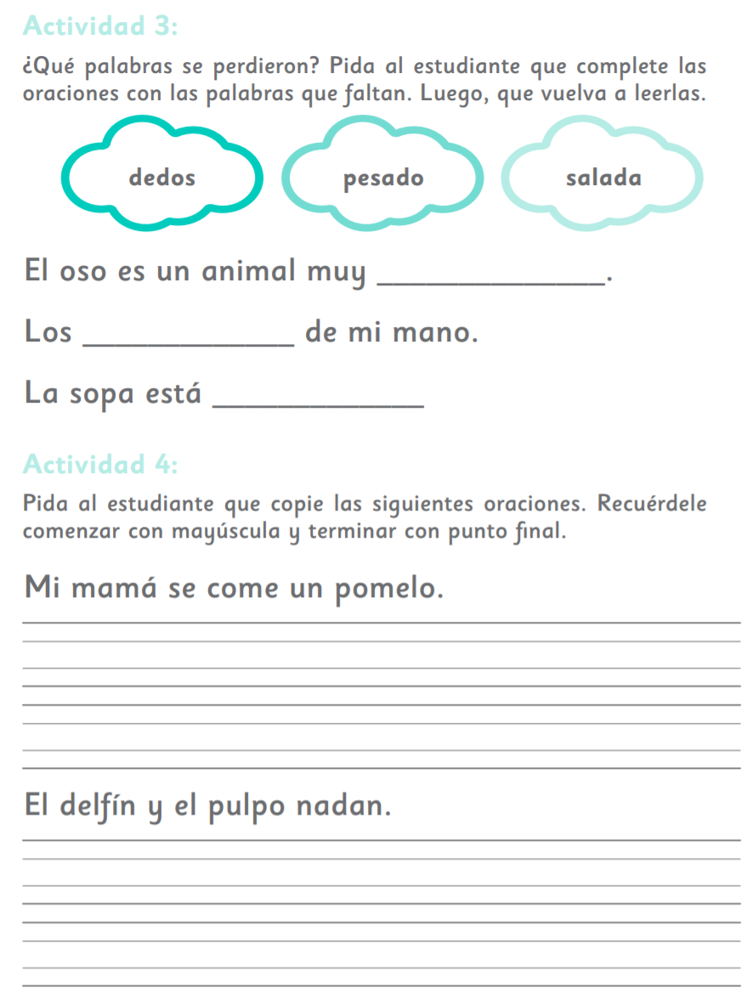 Actividad 3:
¿Qué palabras se perdieron? Pida al estudiante que complete las
oraciones con las palabras que faltan. Luego, que vuelva a leerlas.
dedos pesado salada
El oso es un animal muy ______________.
Los _____________ de mi mano.
La sopa está _____________
Actividad 4:
Pida al estudiante que copie las siguientes oraciones. Recuérdele
comenzar con mayúscula y terminar con punto final.
Mi mamá se come un pomelo.
El delfín y el pulpo nadan.